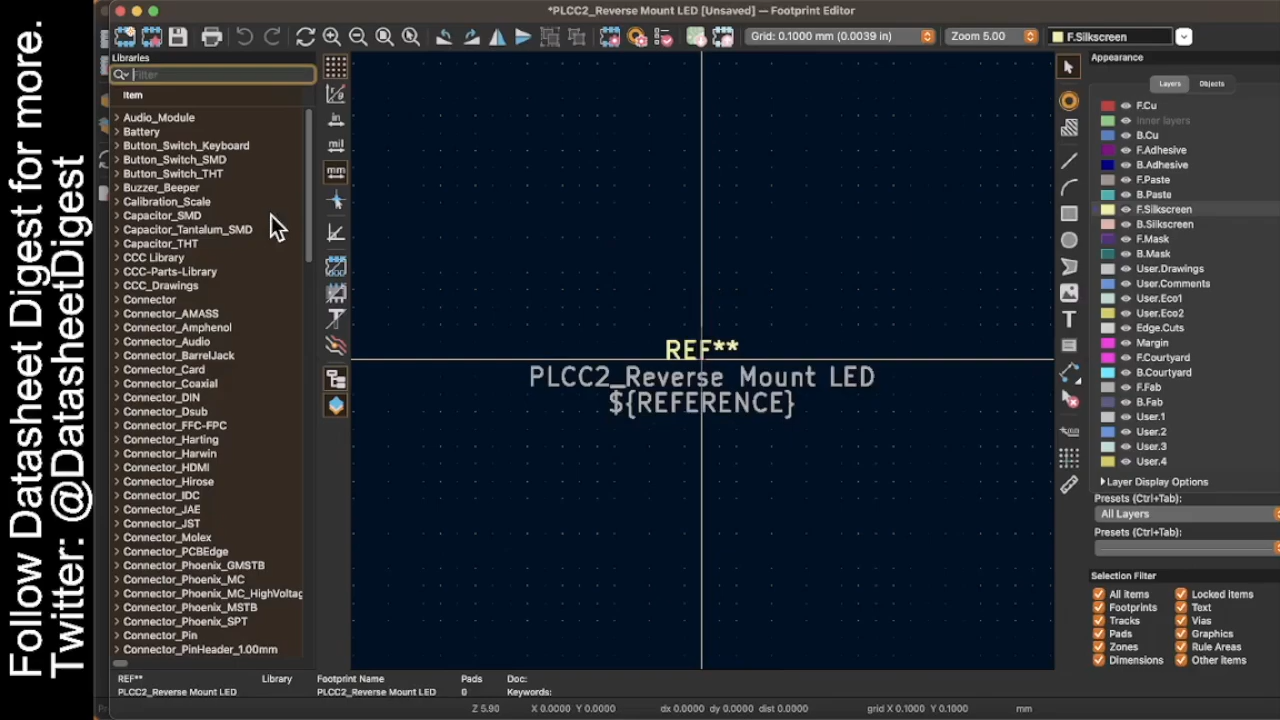 Follow Datasheet Digest for more.
Twitter: @DatasheetDigest
*PLCC2_Reverse Mount LED [Unsaved] — Footprint Editor
Grid: 0.1000 mm (0.0039 in)
Zoom 5.00
F.Silkscreen
Libraries
Filter
Item
Audio_Module
Battery
Button_Switch_Keyboard
Button_Switch_SMD
Button_Switch_THT
Buzzer_Beeper
Calibration_Scale
Capacitor_SMD
Capacitor_Tantalum_SMD
Capacitor_THT
CCC Library
CCC-Parts-Library
CCC_Drawings
Connector
Connector_AMASS
Connector_Amphenol
Connector_Audio
Connector_BarrelJack
Connector_Card
Connector_Coaxial
Connector_DIN
Connector_Dsub
Connector_FFC-FPC
Connector_Harting
Connector_Harwin
Connector_HDMI
Connector_Hirose
Connector_IDC
Connector_JAE
Connector_JST
Connector_Molex
Connector_PCBEdge
Connector_Phoenix_GMSTB
Connector_Phoenix_MC
Connector_Phoenix_MC_HighVoltag
Connector_Phoenix_MSTB
Connector_Phoenix_SPT
Connector_Pin
Connector_PinHeader_1.00mm
in
mil
mm
REF**
PLCC2_Reverse Mount LED
${REFERENCE}
T
Appearance
Layers Objects
F.Cu
Inner layers
B.Cu
F.Adhesive
B.Adhesive
F.Paste
B.Paste
F.Silkscreen
B.Silkscreen
F.Mask
B.Mask
User.Drawings
User.Comments
User.Eco1
User.Eco2
Edge.Cuts
Margin
F.Courtyard
B.Courtyard
F.Fab
B.Fab
User.1
User.2
User.3
User.4
Layer Display Options
Presets (Ctrl+Tab):
All Layers
Presets (Ctrl+Tab):
Selection Filter
All items Locked items
Footprints Text
Tracks Vias
Pads Graphics
Zones Rule Areas
Dimensions Other items
REF** Library Footprint Name Pads Doc:
PLCC2_Reverse Mount LED PLCC2_Reverse Mount LED 0 Keywords:
Z 5.90 X 0.0000 Y 0.0000 dx 0.0000 dy 0.0000 dist 0.0000 grid X 0.1000 Y 0.1000 mm